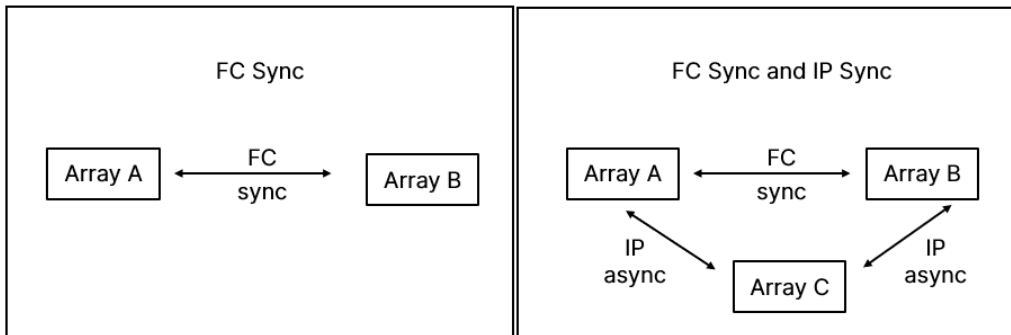 FC Sync
Array A
FC
sync
Array B
FC Sync and IP Sync
Array A
FC
sync
Array B
IP
async
IP
async
Array C